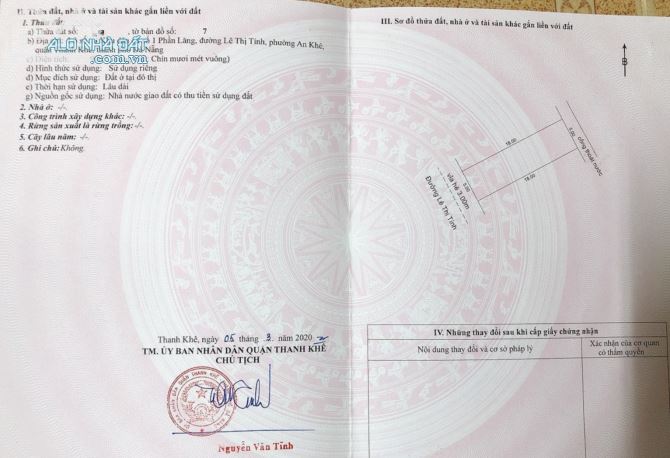 II. Thửa đất, nhà ở và tài sản khác gắn liền với đất
1. Thửa đất:
a) Thửa đất số: , tờ bản đồ số: 7
b) Địa Phần Lăng, đường Lê Thị Tính, phường An Khê,
quận Thanh Khê, thành phố Đà Nẵng
c) Diện tích: Chín mươi mét vuông)
d) Hình thức sử dụng: Sử dụng riêng
đ) Mục đích sử dụng: Đất ở tại đô thị
e) Thời hạn sử dụng: Lâu dài
g) Nguồn gốc sử dụng: Nhà nước giao đất có thu tiền sử dụng đất
2. Nhà ở: -/-
3. Công trình xây dựng khác: -/-
4. Rừng sản xuất là rừng trồng: -/-
5. Cây lâu năm: -/-
6. Ghi chú: Không
ALO NHÀ ĐẤT
.com.vn
Thanh Khê, ngày 05 tháng 3 năm 2020
TM. ỦY BAN NHÂN DÂN QUẬN THANH KHÊ
CHỦ TỊCH
Nguyễn Văn Tĩnh
III. Sơ đồ thửa đất, nhà ở và tài sản khác gắn liền với đất
B
18.00
5.00
cống thoát nước
18.00
5.00
vỉa hè 3.00m
Đường Lê Thị Tính
IV. Những thay đổi sau khi cấp giấy chứng nhận
Nội dung thay đổi và cơ sở pháp lý
Xác nhận của cơ quan
có thẩm quyền